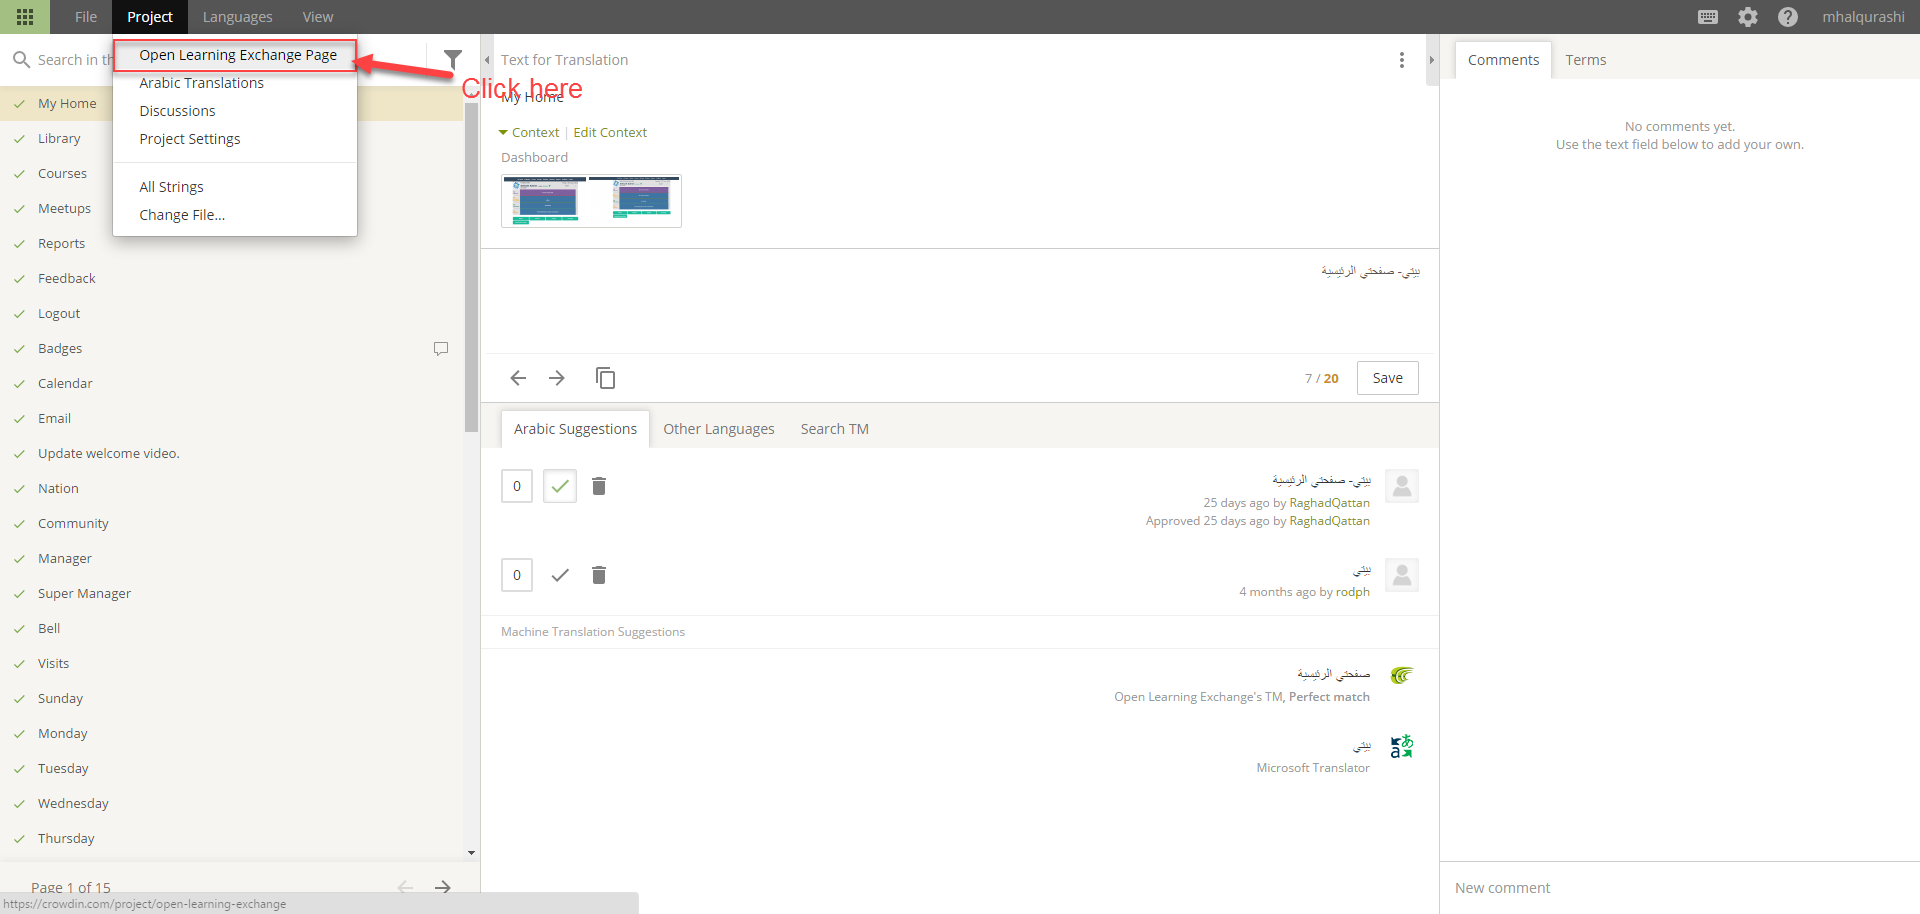 File
Project
Languages
View
mhalqurashi
Search in th
Open Learning Exchange Page
Arabic Translations
Discussions
Project Settings
All Strings
Change File...
Click here
My Home
Library
Courses
Meetups
Reports
Feedback
Logout
Badges
Calendar
Email
Update welcome video.
Nation
Community
Manager
Super Manager
Bell
Visits
Sunday
Monday
Tuesday
Wednesday
Thursday
Page 1 of 15
https://crowdin.com/project/open-learning-exchange
Text for Translation
My Home
Context | Edit Context
Dashboard
بيتي- صفحتي الرئيسية
7 / 20
Save
Arabic Suggestions
Other Languages
Search TM
0
بيتي- صفحتي الرئيسية
25 days ago by RaghadQattan
Approved 25 days ago by RaghadQattan
0
بيتي
4 months ago by rodph
Machine Translation Suggestions
صفحتي الرئيسية
Open Learning Exchange's TM, Perfect match
بيتي
Microsoft Translator
Comments
Terms
No comments yet.
Use the text field below to add your own.
New comment